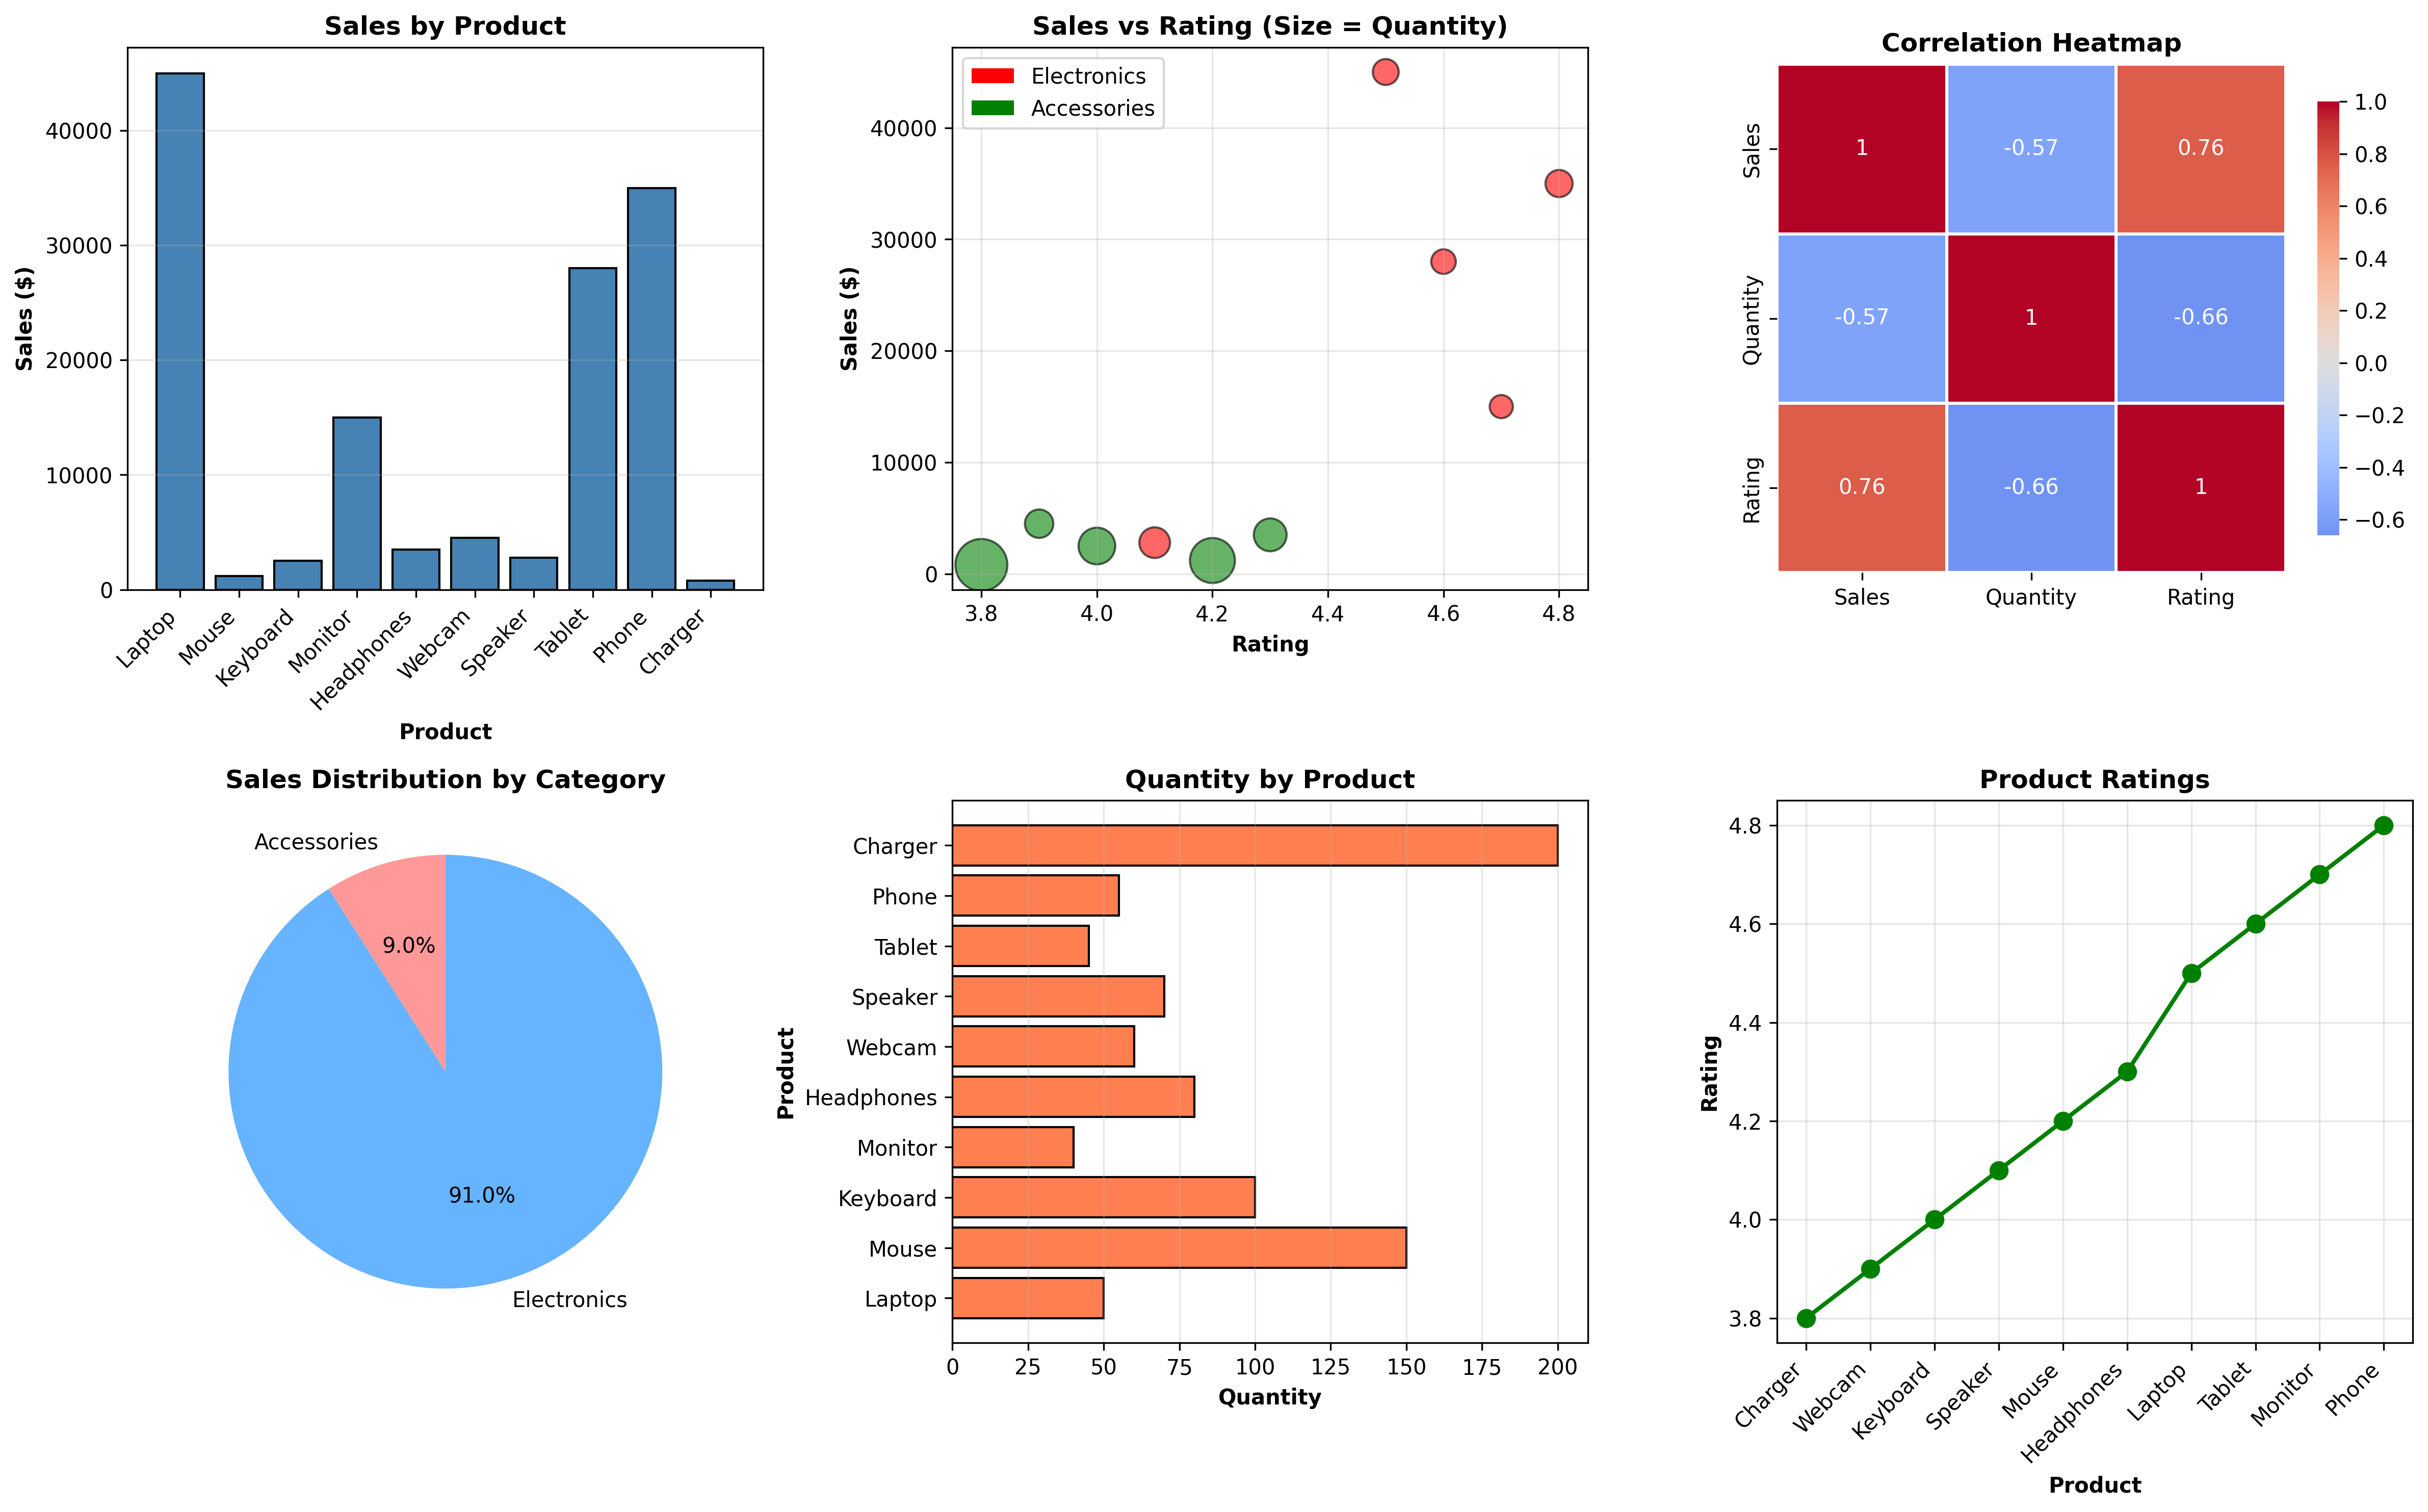 Sales by Product
Sales ($)
40000
30000
20000
10000
0
Laptop
Mouse
Keyboard
Monitor
Headphones
Webcam
Speaker
Tablet
Phone
Charger
Product
Sales vs Rating (Size = Quantity)
Electronics
Accessories
Sales ($)
40000
30000
20000
10000
0
3.8 4.0 4.2 4.4 4.6 4.8
Rating
Correlation Heatmap
Sales
Quantity
Rating
1 -0.57 0.76
-0.57 1 -0.66
0.76 -0.66 1
Sales Quantity Rating
1.0
0.8
0.6
0.4
0.2
0.0
−0.2
−0.4
−0.6
Sales Distribution by Category
Accessories
9.0%
91.0%
Electronics
Quantity by Product
Product
Charger
Phone
Tablet
Speaker
Webcam
Headphones
Monitor
Keyboard
Mouse
Laptop
0 25 50 75 100 125 150 175 200
Quantity
Product Ratings
Rating
4.8
4.6
4.4
4.2
4.0
3.8
Charger
Webcam
Keyboard
Speaker
Mouse
Headphones
Laptop
Tablet
Monitor
Phone
Product